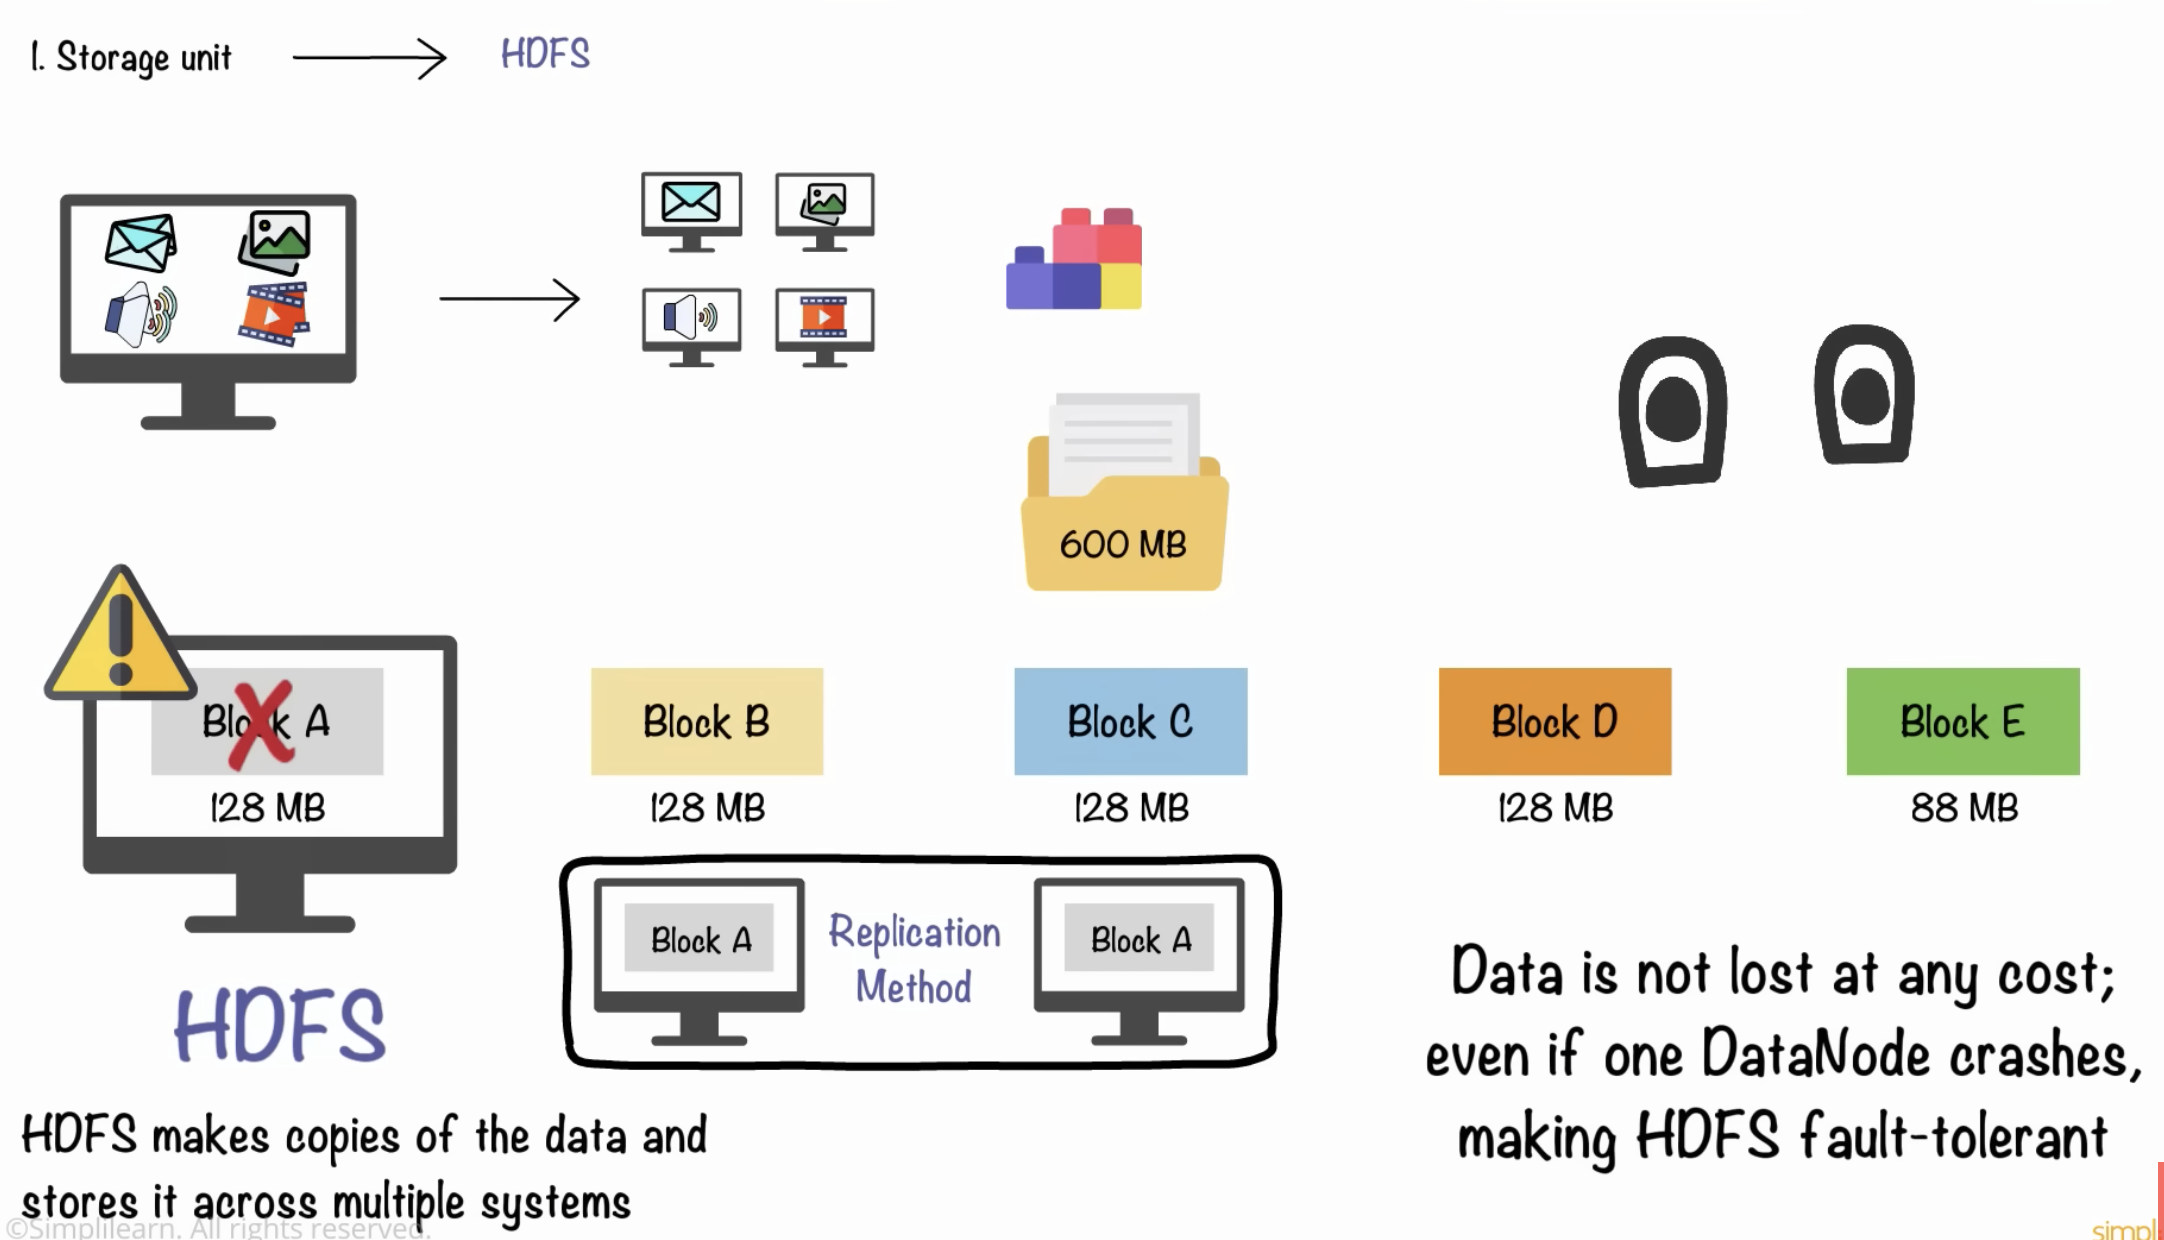 1. Storage unit
HDFS
600 MB
Block A
128 MB
Block B
128 MB
Block C
128 MB
Block D
128 MB
Block E
88 MB
Block A
Replication
Method
Block A
HDFS
HDFS makes copies of the data and
stores it across multiple systems
Data is not lost at any cost;
even if one DataNode crashes,
making HDFS fault-tolerant
©Simplilearn. All rights reserved.
simpl